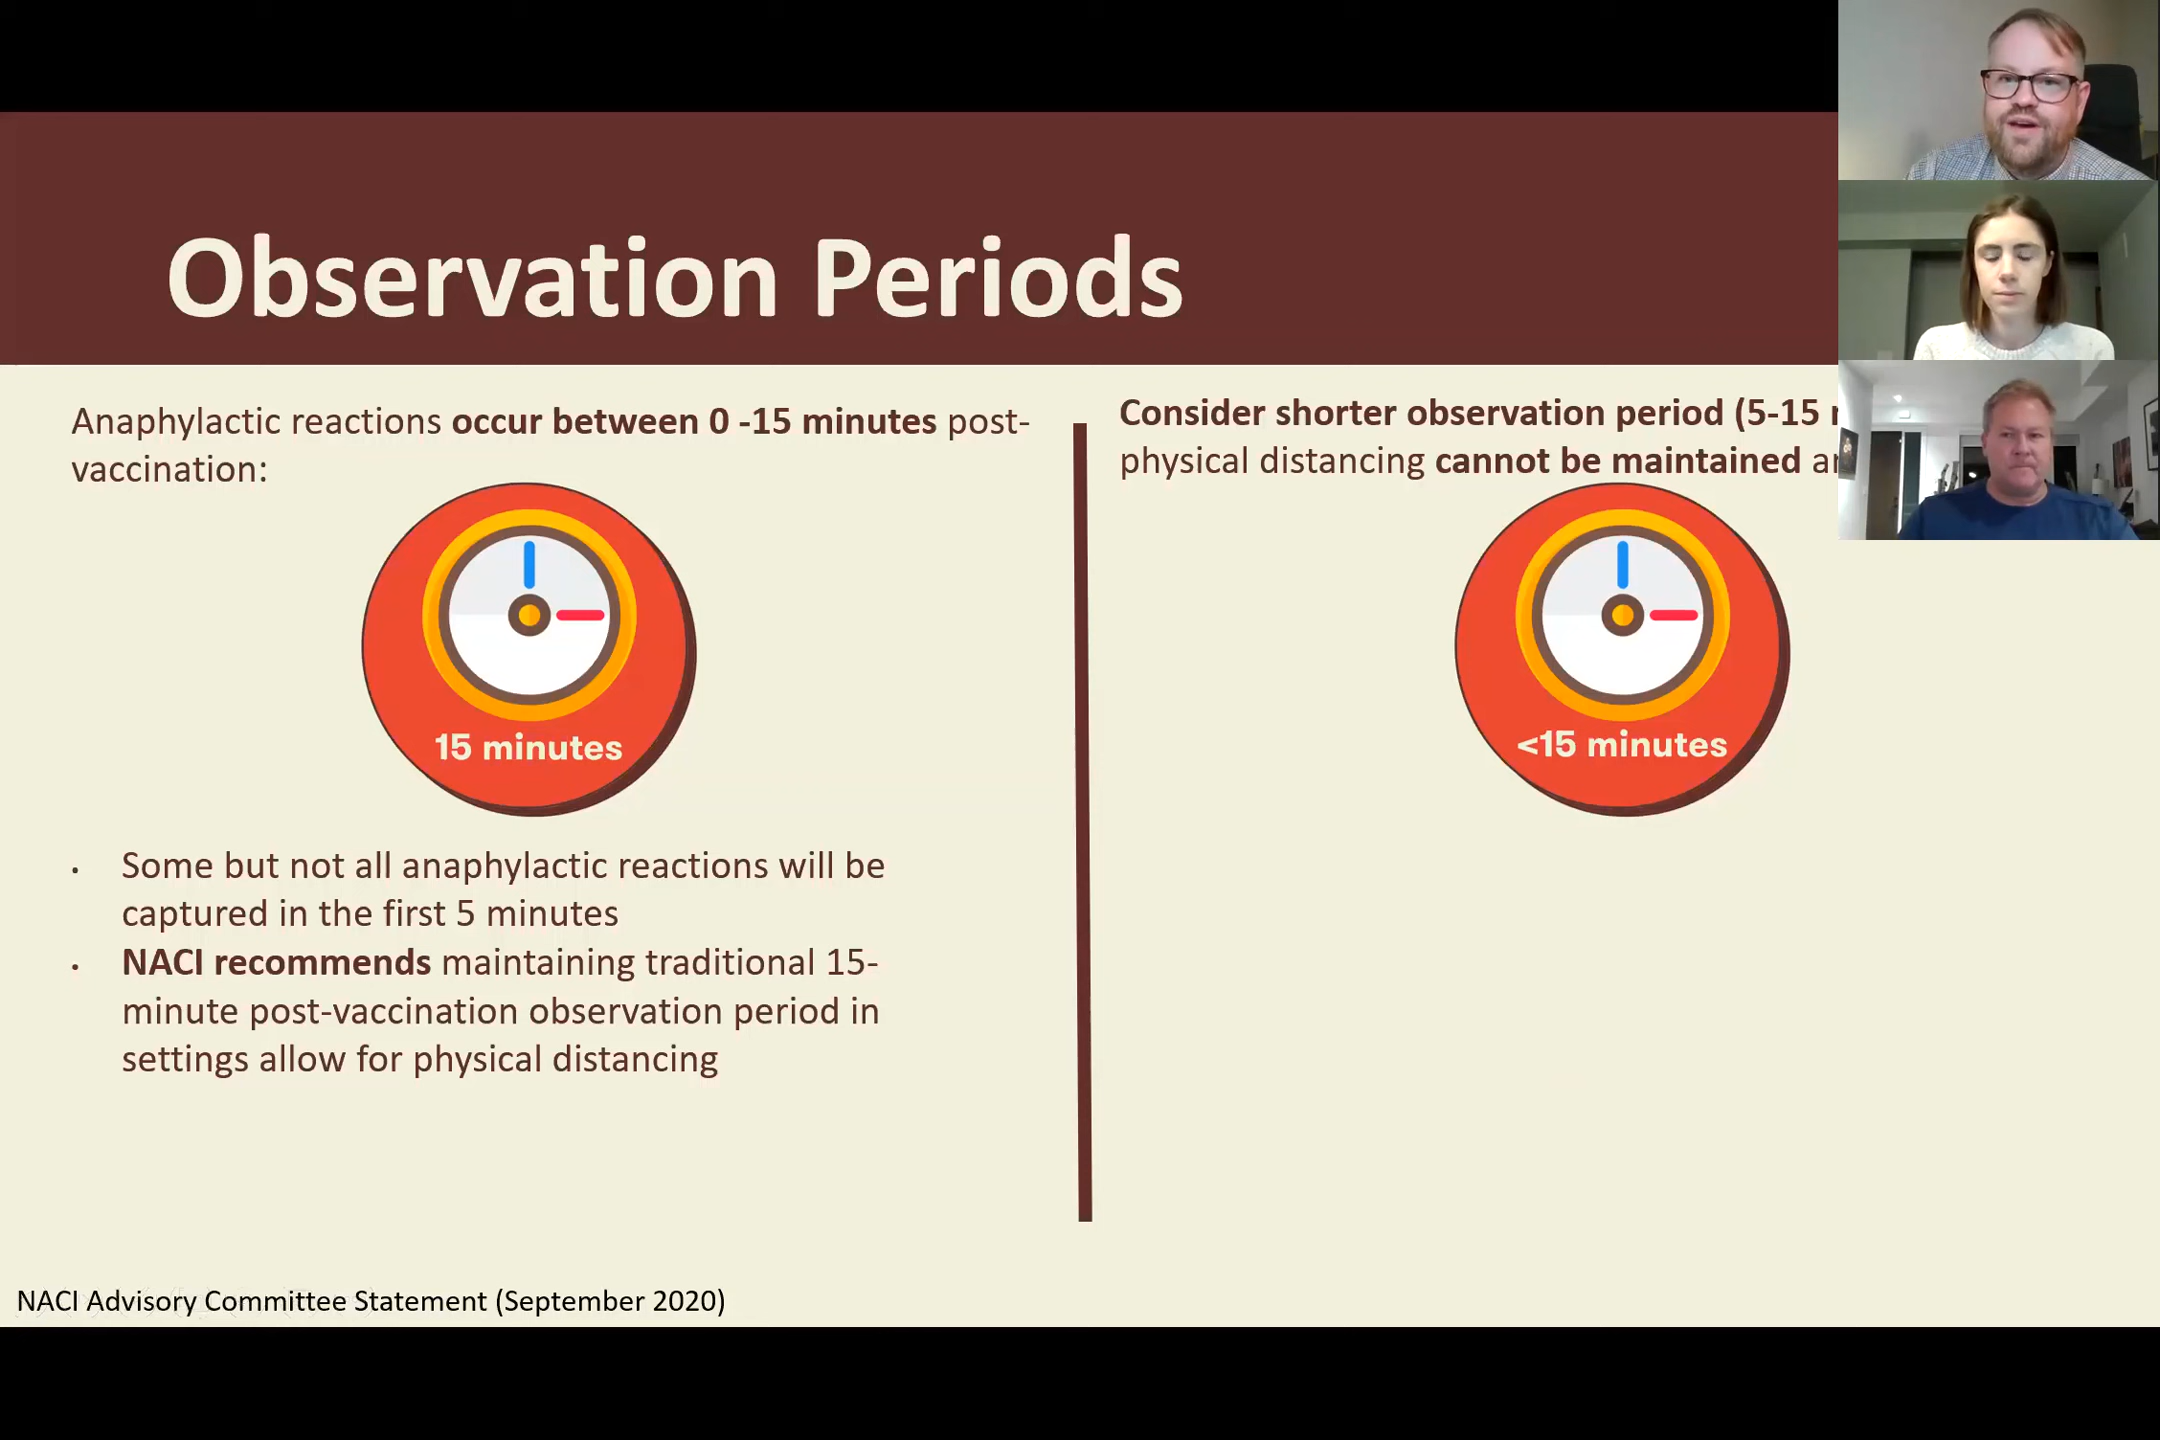 Observation Periods
Anaphylactic reactions occur between 0 -15 minutes post-
vaccination:
15 minutes
• Some but not all anaphylactic reactions will be
captured in the first 5 minutes
• NACI recommends maintaining traditional 15-
minute post-vaccination observation period in
settings allow for physical distancing
Consider shorter observation period (5-15
physical distancing cannot be maintained
<15 minutes
NACI Advisory Committee Statement (September 2020)